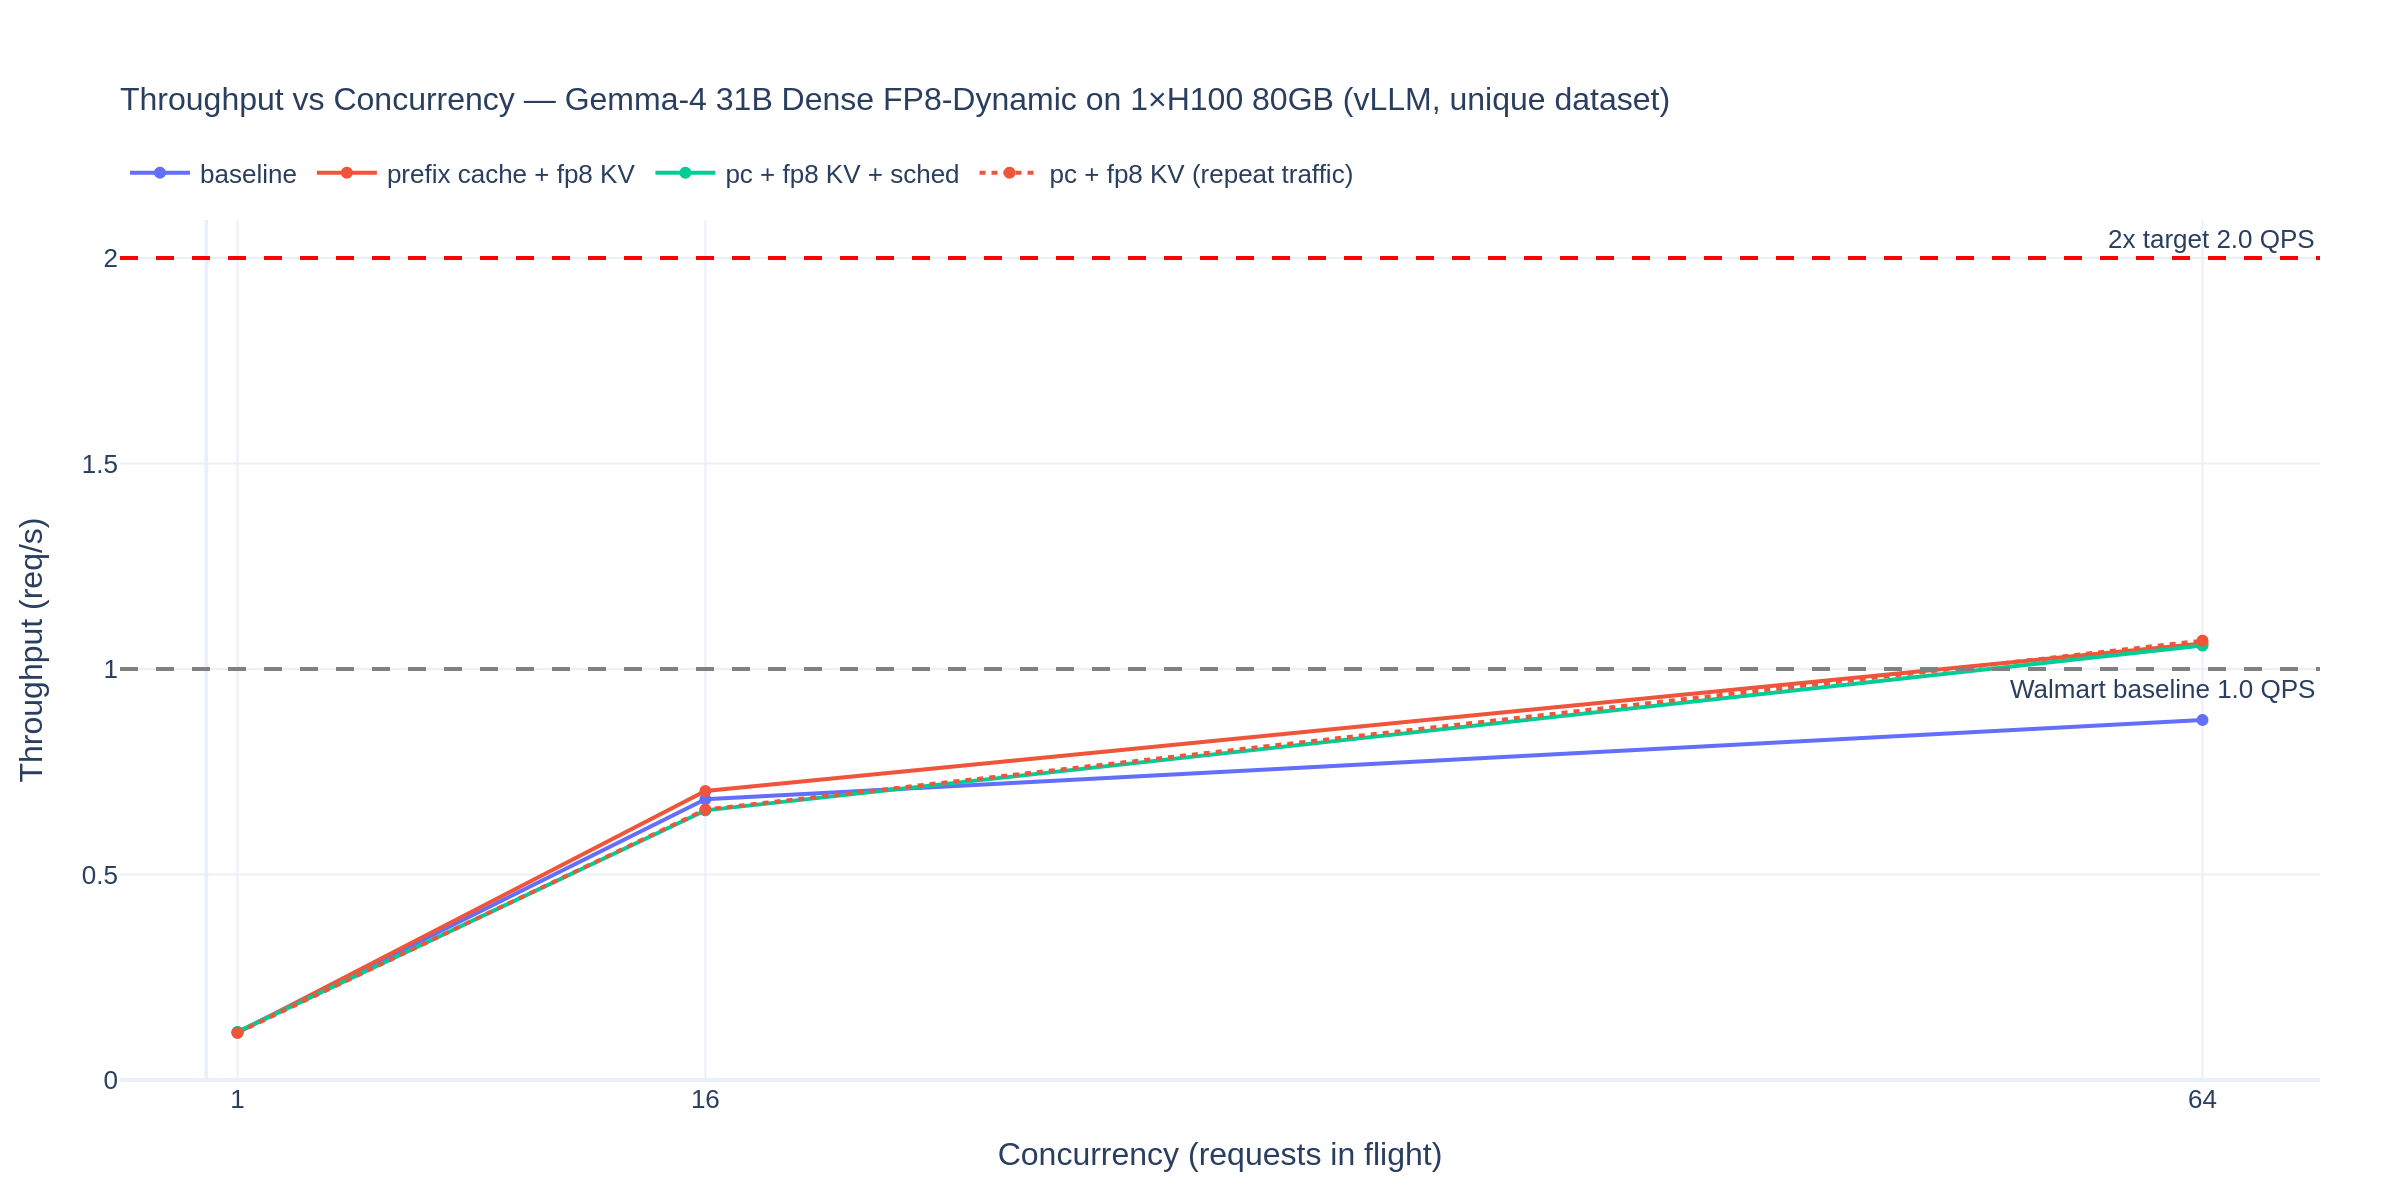 Throughput vs Concurrency — Gemma-4 31B Dense FP8-Dynamic on 1×H100 80GB (vLLM, unique dataset)
baseline
prefix cache + fp8 KV
pc + fp8 KV + sched
pc + fp8 KV (repeat traffic)
2x target 2.0 QPS
2
1.5
1
Walmart baseline 1.0 QPS
0.5
0
Throughput (req/s)
1
16
64
Concurrency (requests in flight)